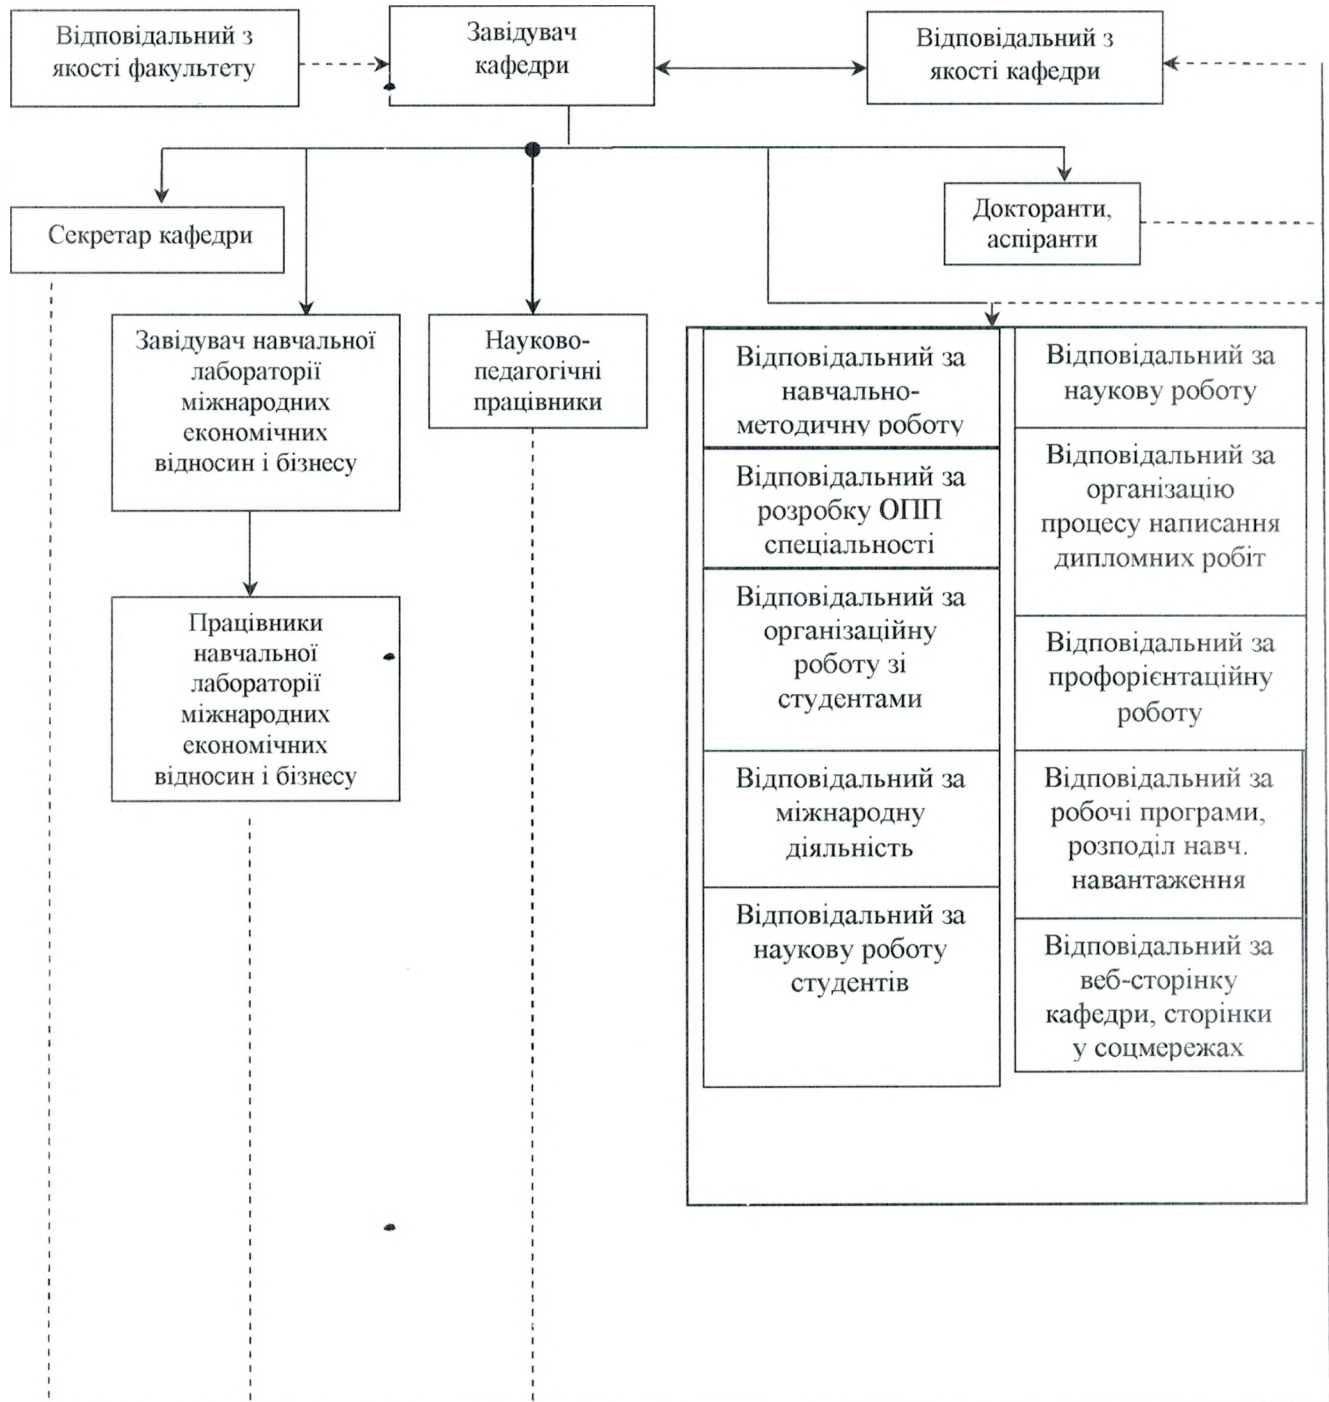 Відповідальний з
якості факультету
Завідувач
кафедри
Відповідальний з
якості кафедри
Секретар кафедри
Докторанти,
аспіранти
Завідувач навчальної
лабораторії
міжнародних
економічних
відносин і бізнесу
Науково-
педагогічні
працівники
Працівники
навчальної
лабораторії
міжнародних
економічних
відносин і бізнесу
Відповідальний за
навчально-
методичну роботу
Відповідальний за
розробку ОПП
спеціальності
Відповідальний за
організаційну
роботу зі
студентами
Відповідальний за
міжнародну
діяльність
Відповідальний за
наукову роботу
студентів
Відповідальний за
наукову роботу
Відповідальний за
організацію
процесу написання
дипломних робіт
Відповідальний за
профорієнтаційну
роботу
Відповідальний за
робочі програми,
розподіл навч.
навантаження
Відповідальний за
веб-сторінку
кафедри, сторінки
у соцмережах